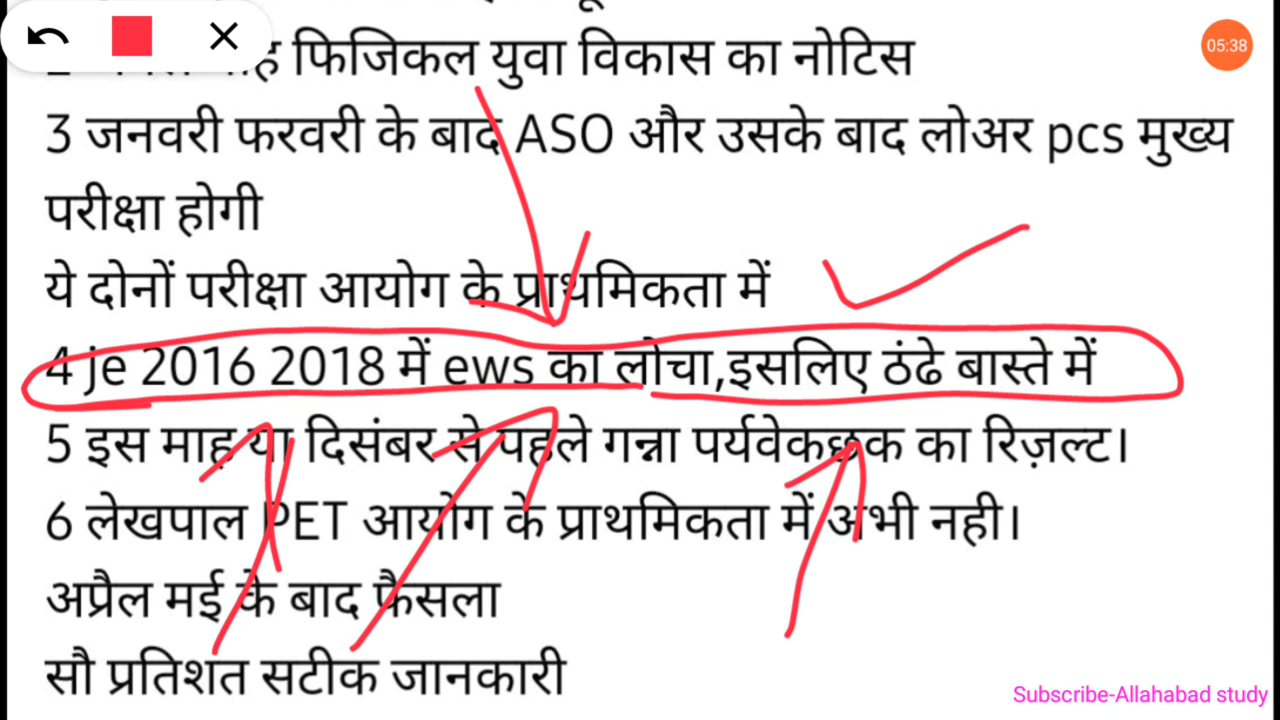 05:38
फिजिकल युवा विकास का नोटिस
3 जनवरी फरवरी के बाद ASO और उसके बाद लोअर pcs मुख्य
परीक्षा होगी
ये दोनों परीक्षा आयोग के प्राथमिकता में
4 je 2016 2018 में ews का लोचा,इसलिए ठंढे बास्ते में
5 इस माह या दिसंबर से पहले गन्ना पर्यवेकछक का रिज़ल्ट।
6 लेखपाल PET आयोग के प्राथमिकता में अभी नही।
अप्रैल मई के बाद फैसला
सौ प्रतिशत सटीक जानकारी
Subscribe-Allahabad study